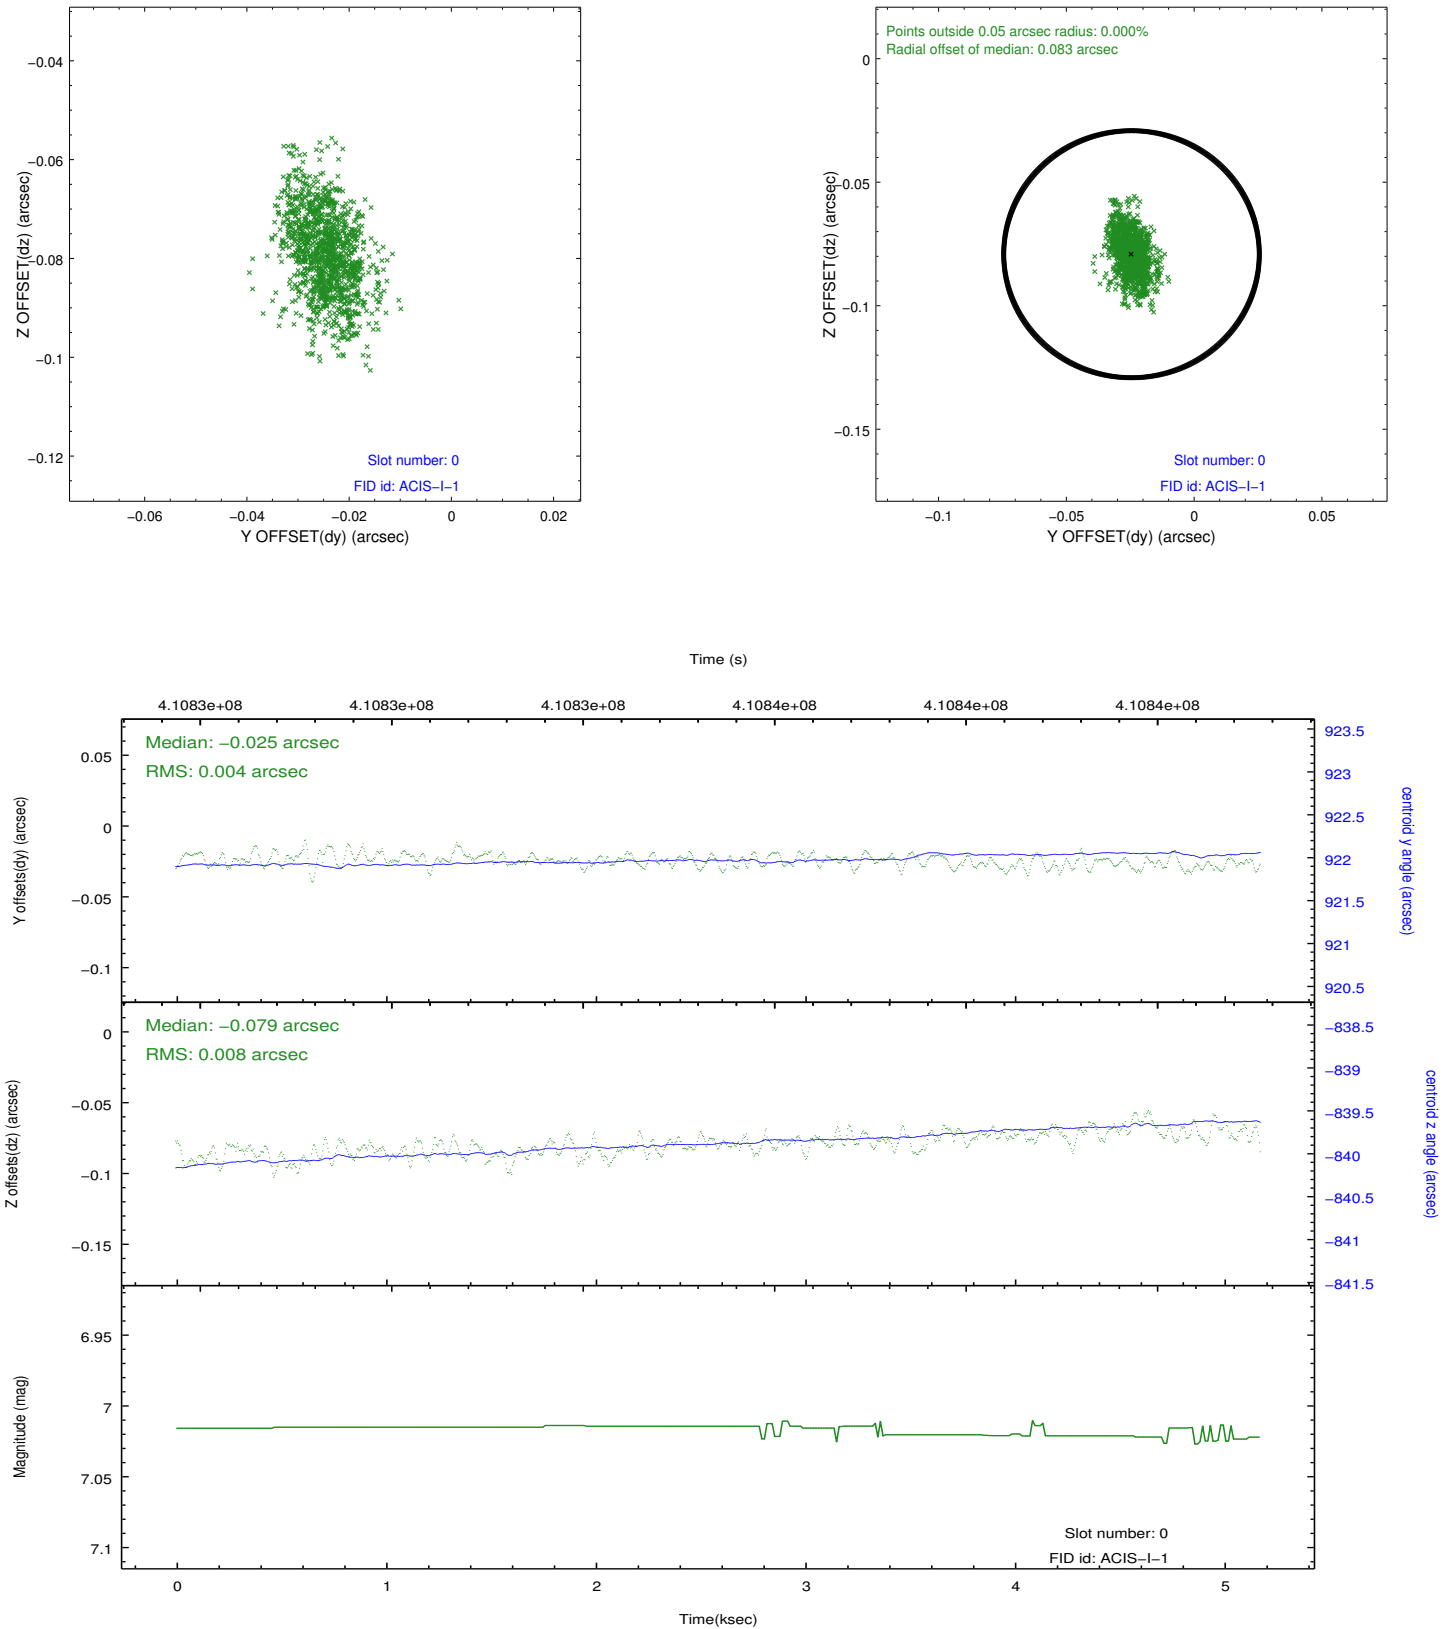 −0.04
−0.06
−0.08
−0.1
−0.12
Z OFFSET(dz) (arcsec)
Slot number: 0
FID id: ACIS−I−1
−0.06
−0.04
−0.02
0
0.02
Y OFFSET(dy) (arcsec)
Points outside 0.05 arcsec radius: 0.000%
Radial offset of median: 0.083 arcsec
0
−0.05
−0.1
−0.15
Z OFFSET(dz) (arcsec)
Slot number: 0
FID id: ACIS−I−1
−0.1
−0.05
0
0.05
Y OFFSET(dy) (arcsec)
Time (s)
4.1083e+08
4.1083e+08
4.1083e+08
4.1084e+08
4.1084e+08
4.1084e+08
Median: −0.025 arcsec
RMS: 0.004 arcsec
0.05
0
−0.05
−0.1
Y offsets(dy) (arcsec)
923.5
923
922.5
922
921.5
921
920.5
centroid y angle (arcsec)
Median: −0.079 arcsec
RMS: 0.008 arcsec
0
−0.05
−0.1
−0.15
Z offsets(dz) (arcsec)
−838.5
−839
−839.5
−840
−840.5
−841
−841.5
centroid z angle (arcsec)
6.95
7
7.05
7.1
Magnitude (mag)
Slot number: 0
FID id: ACIS−I−1
0
1
2
3
4
5
Time(ksec)